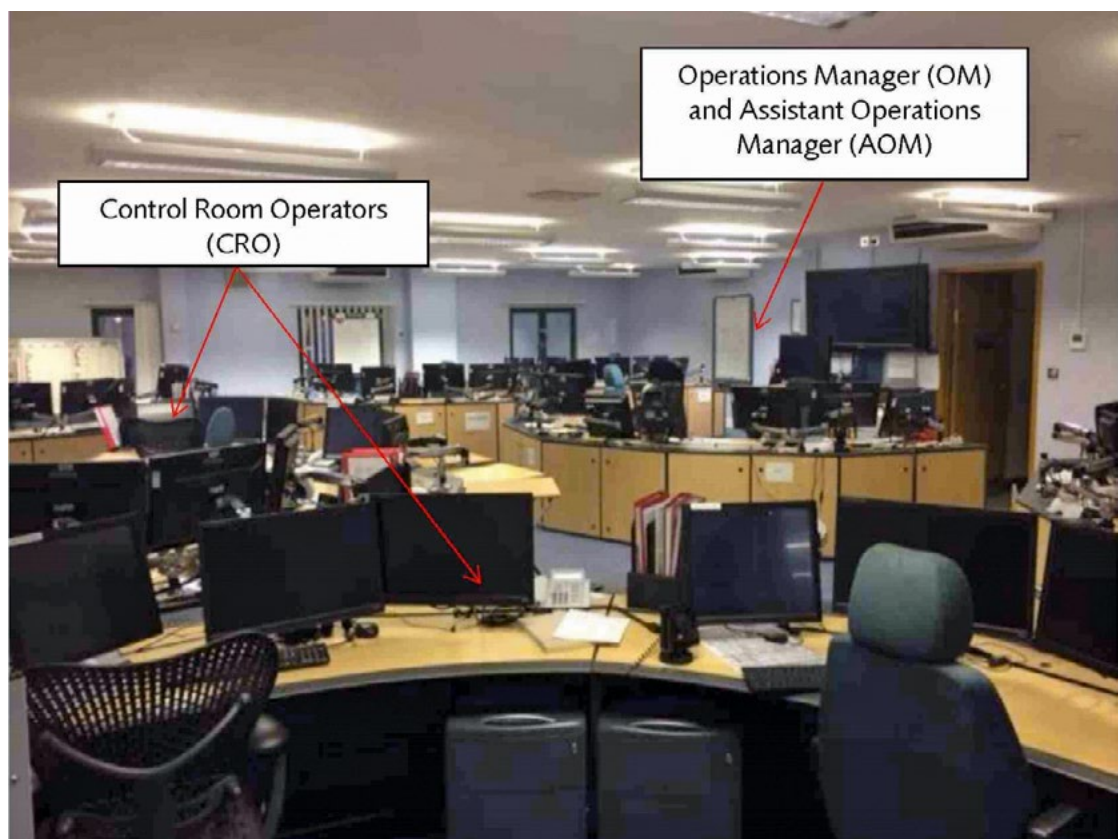 Operations Manager (OM)
and Assistant Operations
Manager (AOM)
Control Room Operators
(CRO)